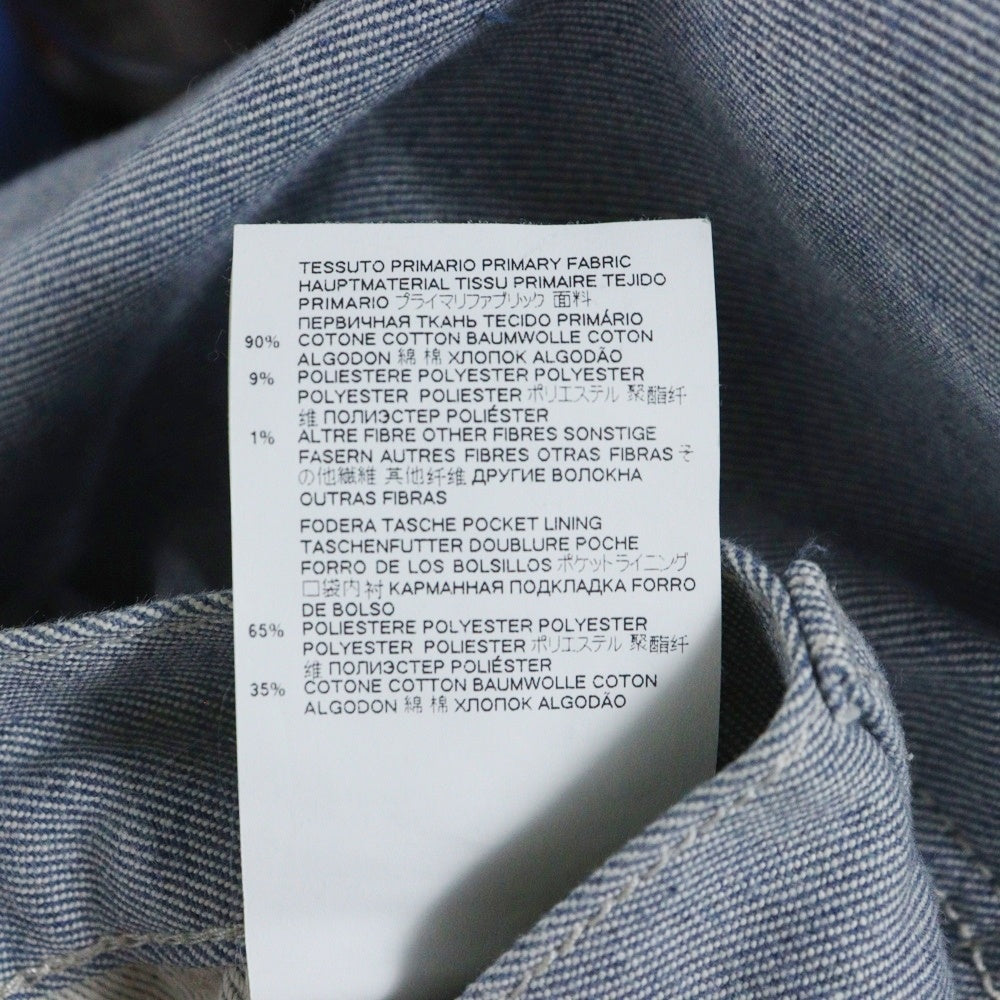 TESSUTO PRIMARIO PRIMARY FABRIC
HAUPTMATERIAL TISSU PRIMAIRE TEJIDO
PRIMARIO プライマリファブリック 面料
ПЕРВИЧНАЯ ТКАНЬ TECIDO PRIMÁRIO
90% COTONE COTTON BAUMWOLLE COTON
ALGODON 綿 棉 ХЛОПОК ALGODÃO
9% POLIESTERE POLYESTER POLYESTER
POLYESTER POLIESTER ポリエステル 聚酯纤
维 ПОЛИЭСТЕР POLIÉSTER
1% ALTRE FIBRE OTHER FIBRES SONSTIGE
FASERN AUTRES FIBRES OTRAS FIBRAS そ
の他繊維 其他纤维 ДРУГИЕ ВОЛОКНА
OUTRAS FIBRAS
FODERA TASCHE POCKET LINING
TASCHENFUTTER DOUBLURE POCHE
FORRO DE LOS BOLSILLOS ポケットライニング
口袋内衬 КАРМАННАЯ ПОДКЛАДКА FORRO
DE BOLSO
65% POLIESTERE POLYESTER POLYESTER
POLYESTER POLIESTER ポリエステル 聚酯纤
维 ПОЛИЭСТЕР POLIÉSTER
35% COTONE COTTON BAUMWOLLE COTON
ALGODON 綿 棉 ХЛОПОК ALGODÃO